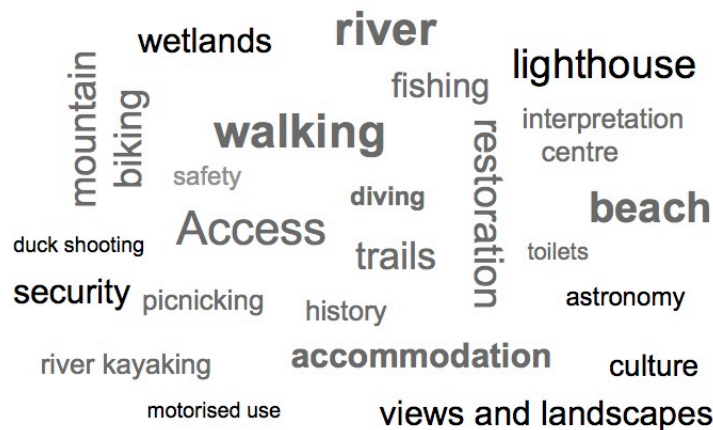 river
wetlands
lighthouse
mountain
biking
fishing
walking
restoration
interpretation
centre
safety
diving
beach
Access
trails
duck shooting
toilets
security
picnicking
history
astronomy
river kayaking
accommodation
culture
motorised use
views and landscapes